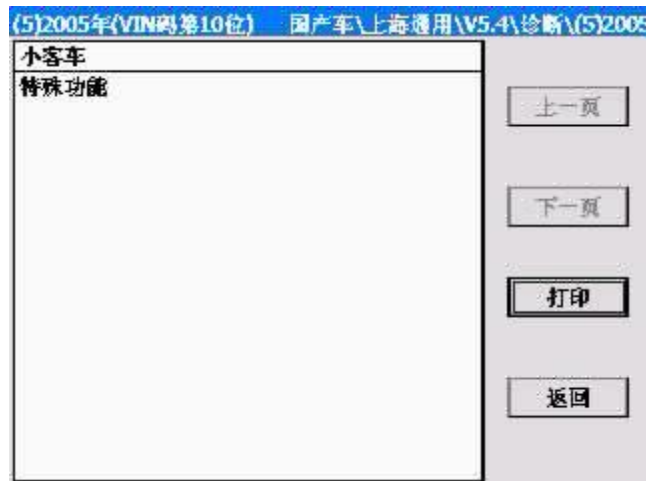 (5)2005年(VIN码第10位) 国产车\上海通用\V5.4\诊断\(5)2005
小客车
特殊功能
上一页
下一页
打印
返回